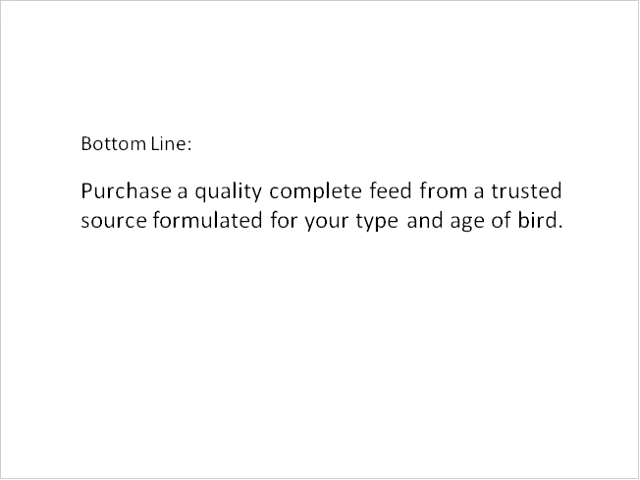 Bottom Line:
Purchase a quality complete feed from a trusted
source formulated for your type and age of bird.